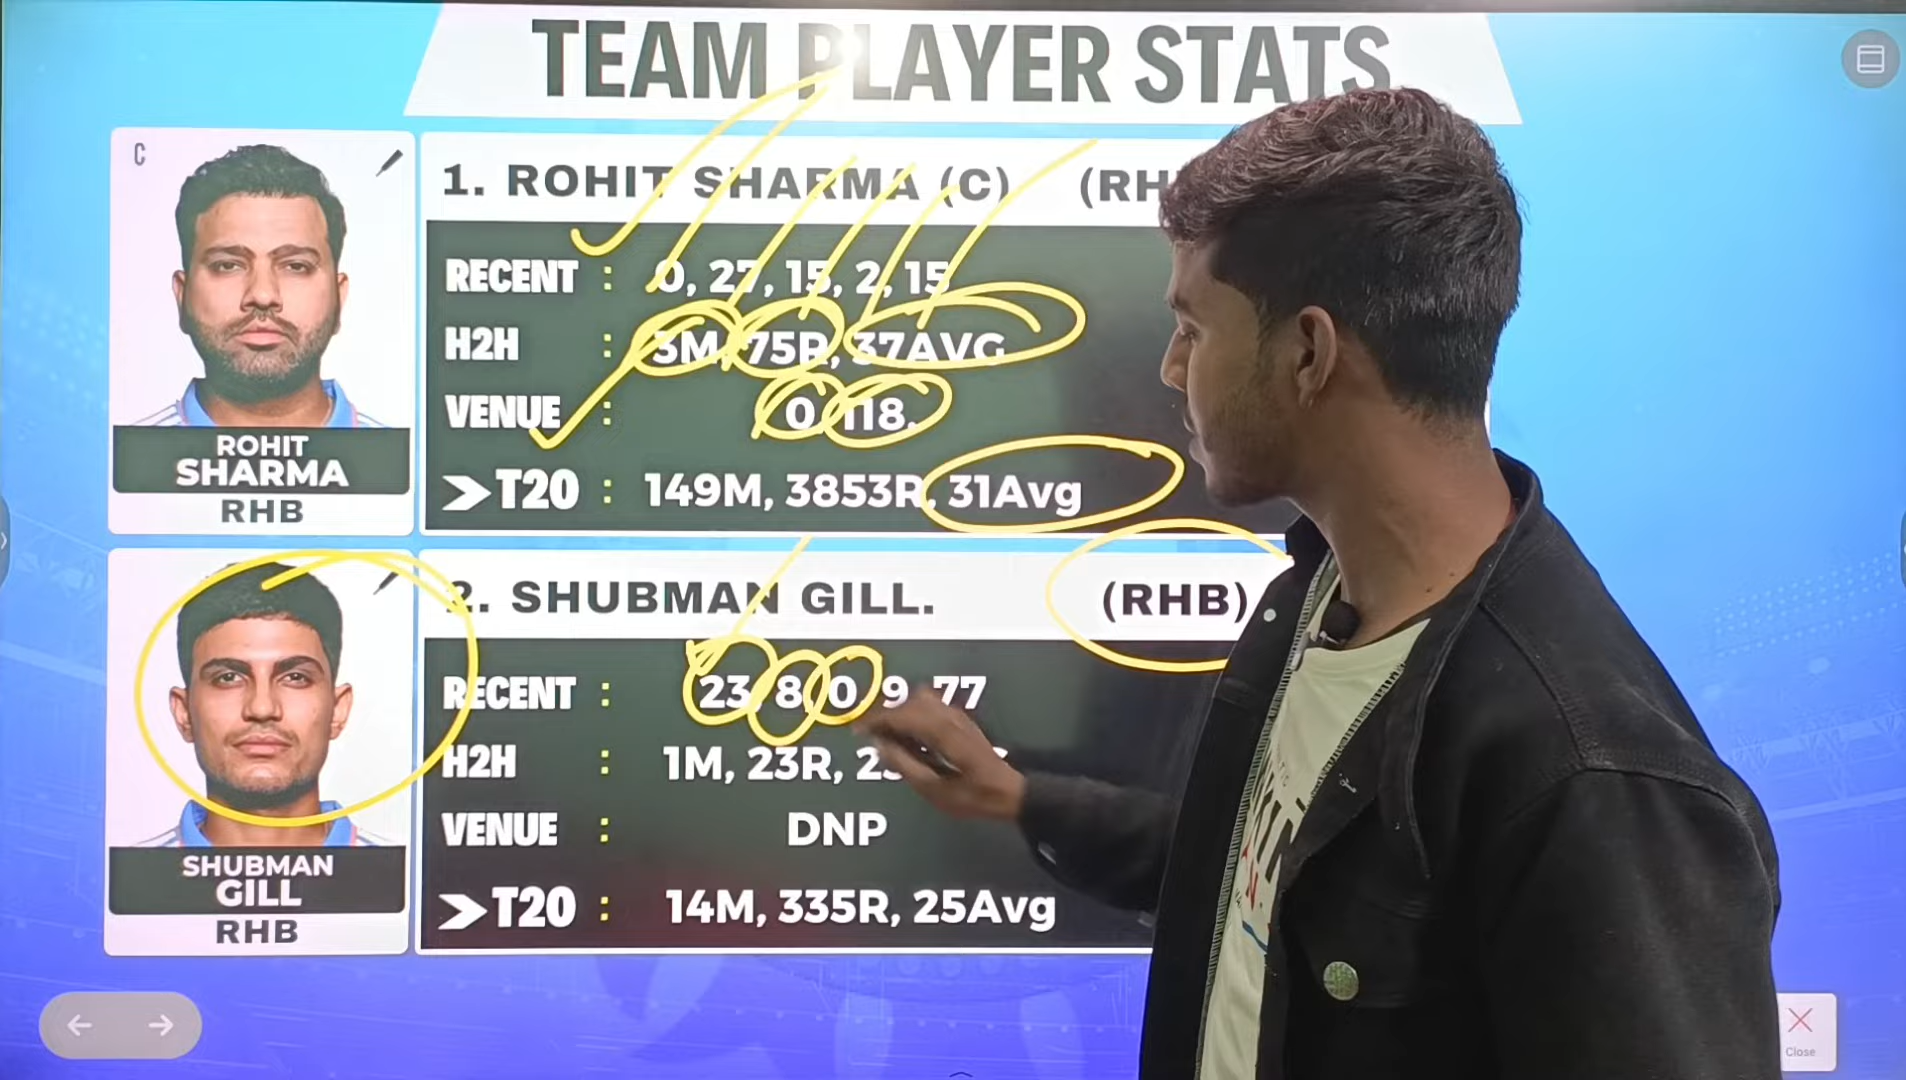 TEAM PLAYER STATS
C
1. ROHIT SHARMA (C) (RH
RECENT : 0, 27, 15, 2, 15
H2H : 3M, 75R, 37AVG
VENUE : 0, 118.
T20 : 149M, 3853R, 31Avg
ROHIT
SHARMA
RHB
2. SHUBMAN GILL. (RHB)
RECENT : 23, 8, 0, 9, 77
H2H : 1M, 23R,
VENUE : DNP
T20 : 14M, 335R, 25Avg
SHUBMAN
GILL
RHB
Close